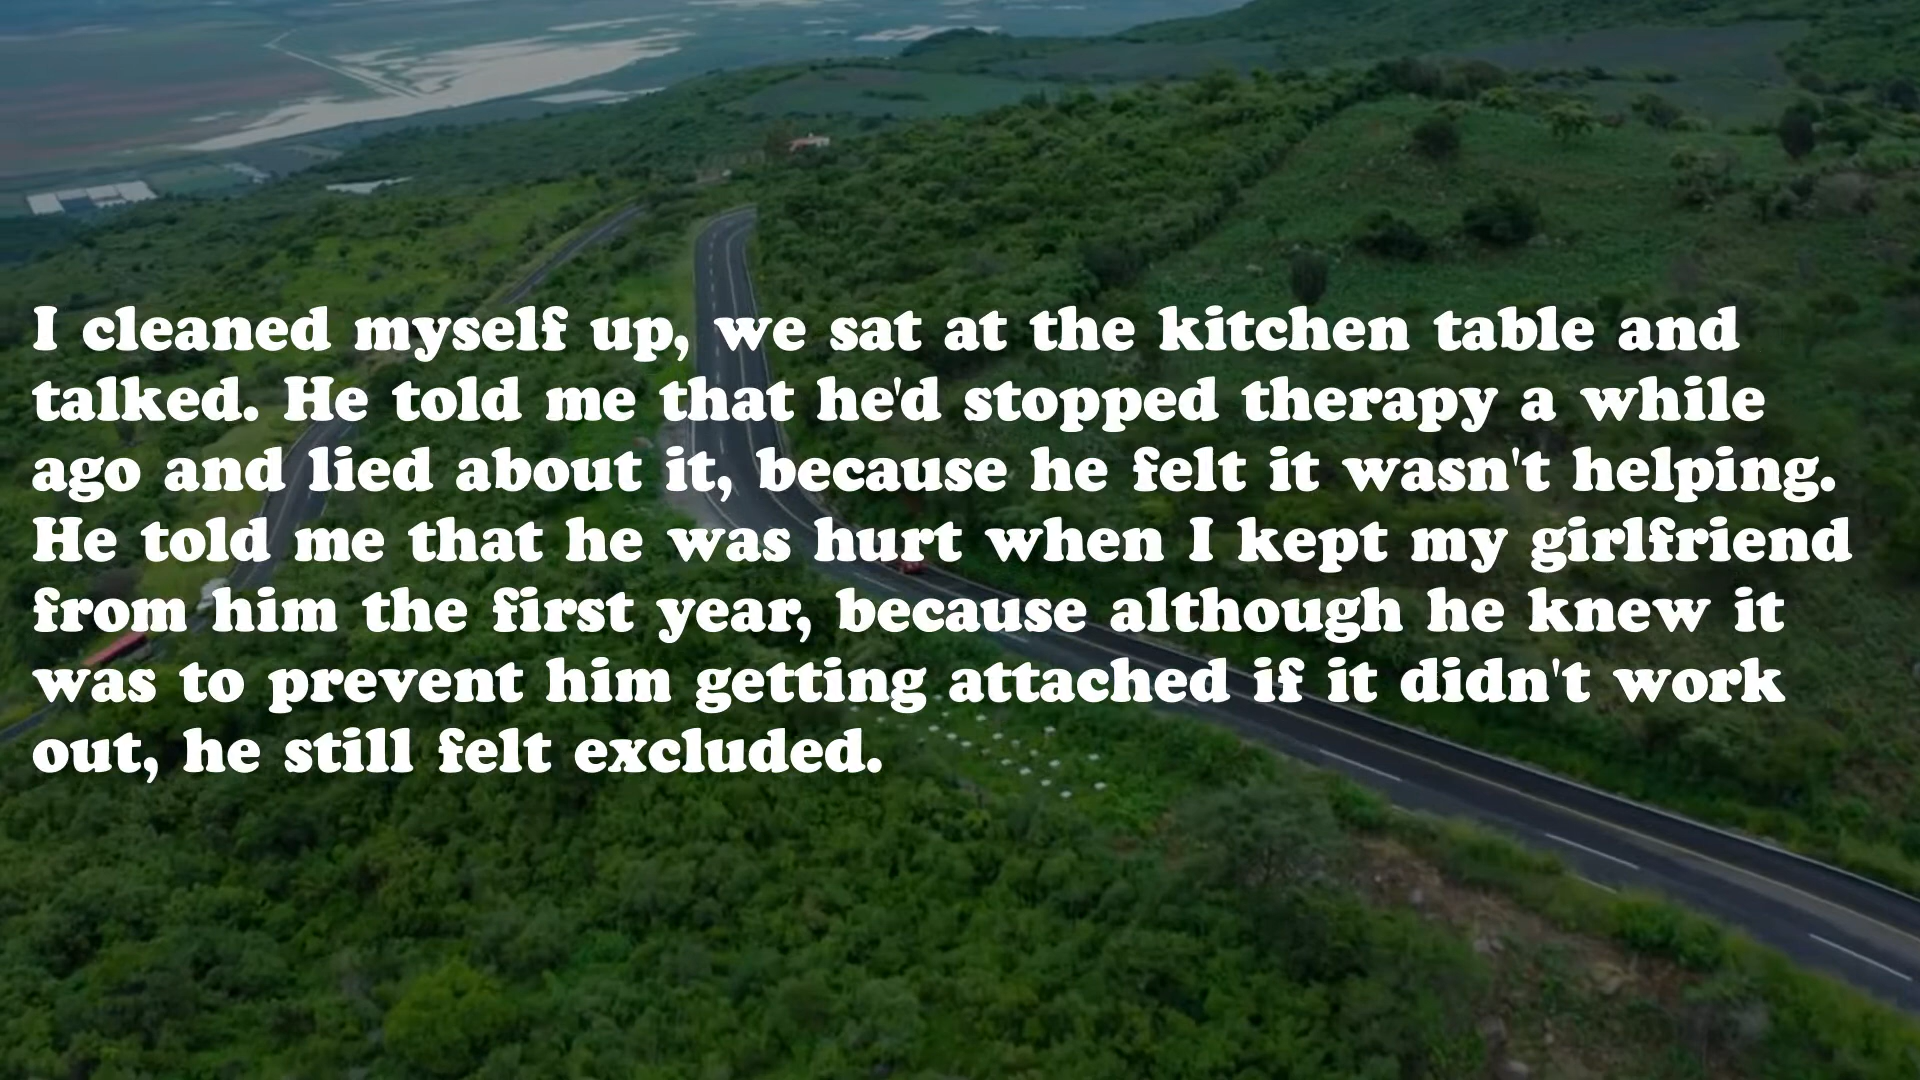 I cleaned myself up, we sat at the kitchen table and
talked. He told me that he'd stopped therapy a while
ago and lied about it, because he felt it wasn't helping.
He told me that he was hurt when I kept my girlfriend
from him the first year, because although he knew it
was to prevent him getting attached if it didn't work
out, he still felt excluded.